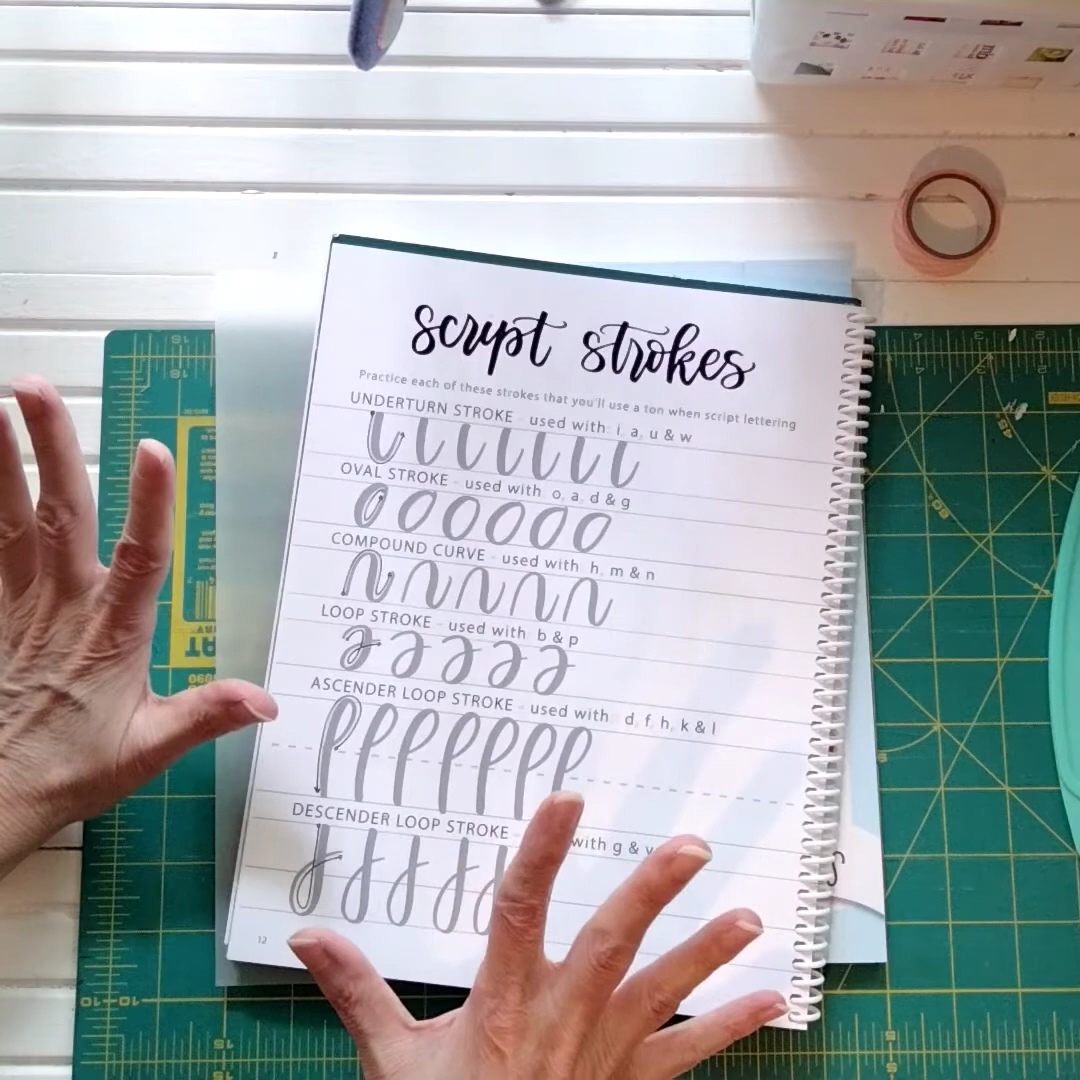 script strokes
Practice each of these strokes that you'll use a ton when script lettering
UNDERTURN STROKE - used with: i, a, u & w
OVAL STROKE - used with o, a, d & g
COMPOUND CURVE - used with h, m & n
LOOP STROKE - used with b & p
ASCENDER LOOP STROKE - used with d, f, h, k & l
DESCENDER LOOP STROKE - with g &
12